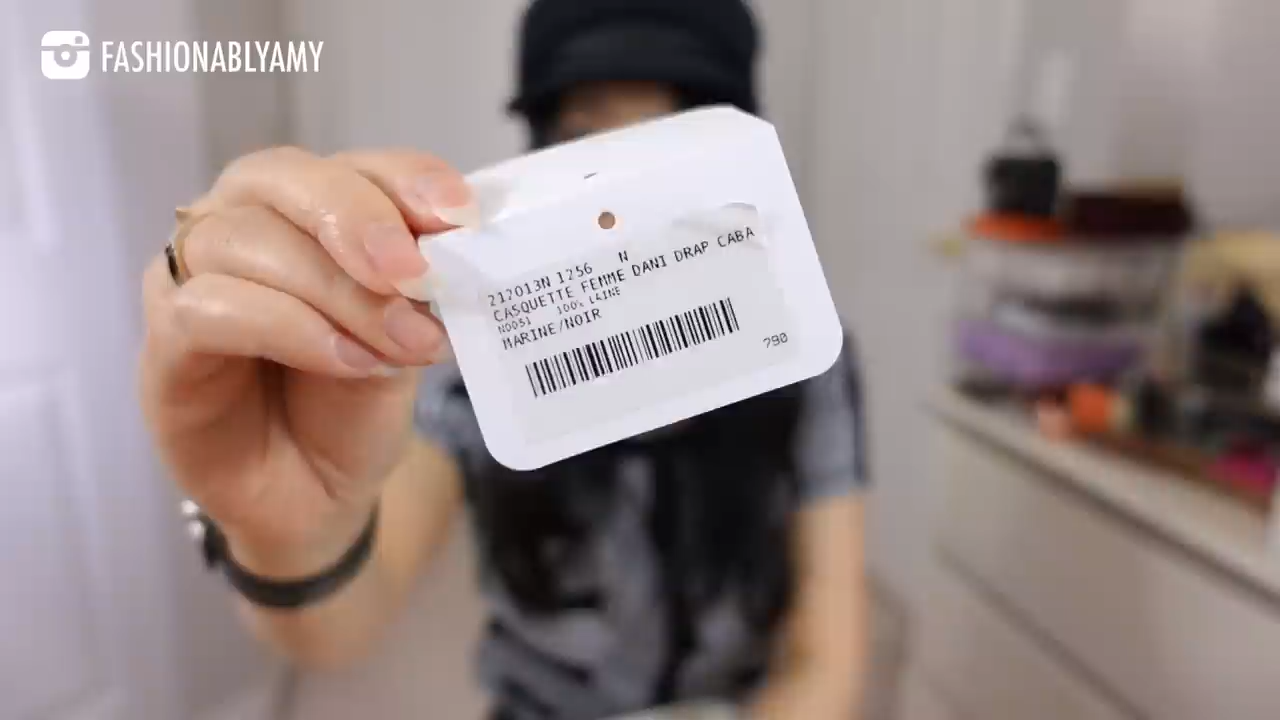 FASHIONABLYAMY
212013N 1256 N
CASQUETTE FEMME DANI DRAP CABA
N0051 100% LAINE
MARINE/NOIR
790